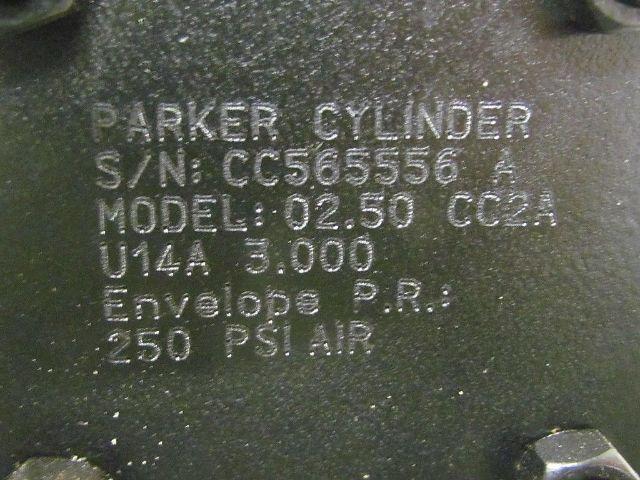 PARKER CYLINDER
S/N: CC565556 A
MODEL: 02.50 CC2A
U14A 3.000
Envelope P.R.:
250 PSI AIR